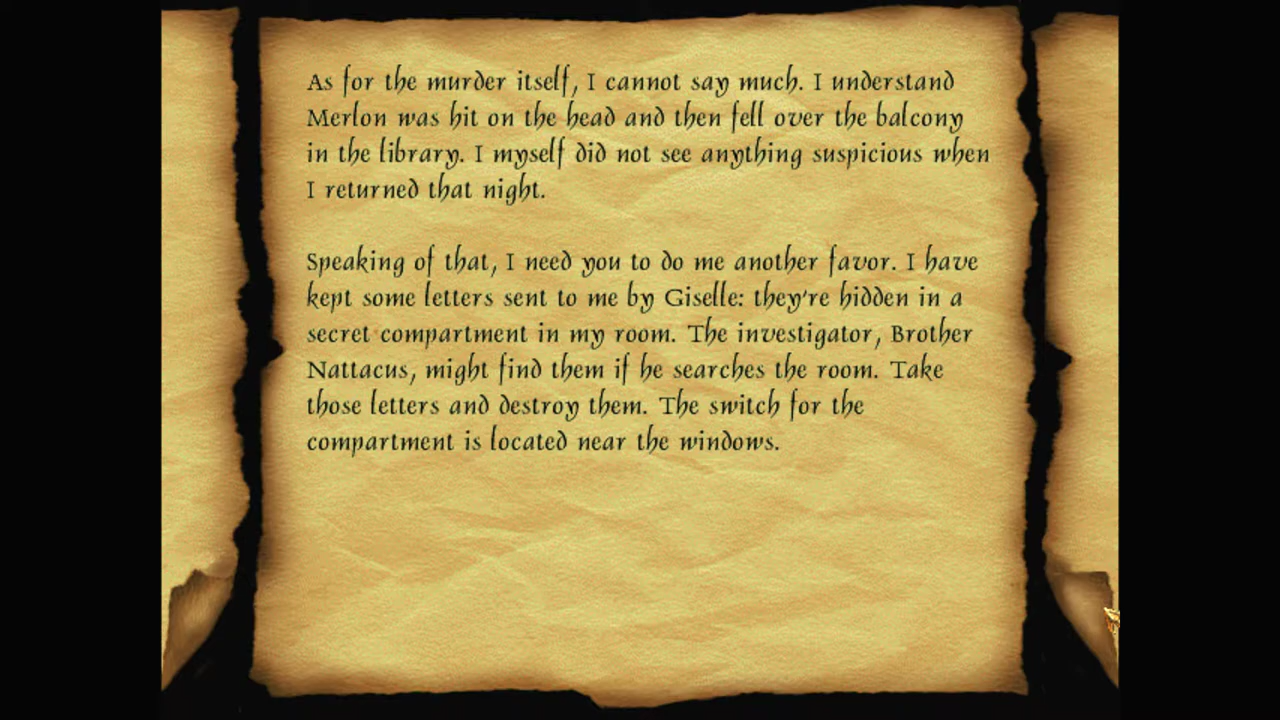 As for the murder itself, I cannot say much. I understand
Merlon was hit on the head and then fell over the balcony
in the library. I myself did not see anything suspicious when
I returned that night.
Speaking of that, I need you to do me another favor. I have
kept some letters sent to me by Giselle: they're hidden in a
secret compartment in my room. The investigator, Brother
Nattacus, might find them if he searches the room. Take
those letters and destroy them. The switch for the
compartment is located near the windows.